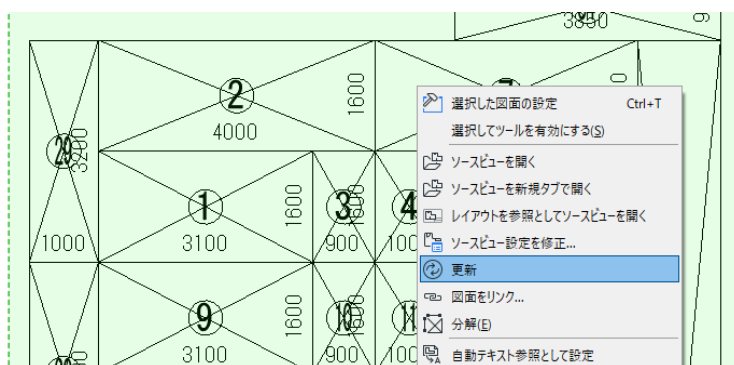 3850
2
1600
4000
29
3200
1
1600
3100
3
1600
900
4
1000
9
1600
3100
10
1600
900
11
選択した図面の設定 Ctrl+T
選択してツールを有効にする(S)
ソースビューを開く
ソースビューを新規タブで開く
レイアウトを参照としてソースビューを開く
ソースビュー設定を修正...
更新
図面をリンク...
分解(E)
自動テキスト参照として設定